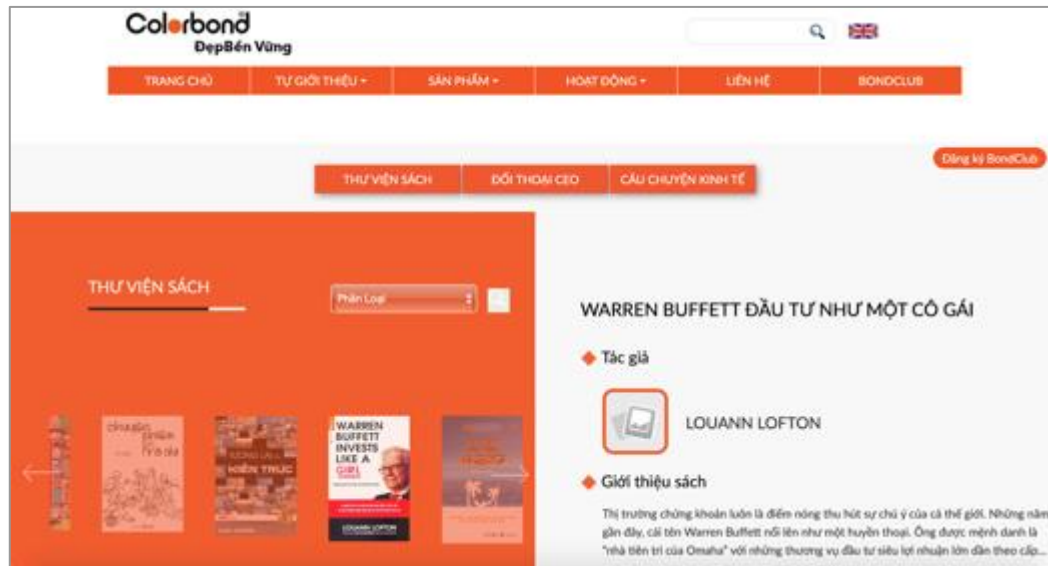 Colorbond
ĐẹpBền Vững
TRANG CHỦ
TỰ GIỚI THIỆU
SẢN PHẨM
HOẠT ĐỘNG
LIÊN HỆ
BONDCLUB
Đăng ký BondClub
THƯ VIỆN SÁCH
ĐỐI THOẠI CEO
CÂU CHUYỆN KINH TẾ
THƯ VIỆN SÁCH
Phân Loại
KIẾN TRÚC
WARREN
BUFFETT
INVESTS
LIKE A
GIRL
LOUANN LOFTON
WARREN BUFFETT ĐẦU TƯ NHƯ MỘT CÔ GÁI
Tác giả
LOUANN LOFTON
Giới thiệu sách
Thị trường chứng khoán luôn là điểm nóng thu hút sự chú ý của cả thế giới. Những năm
gần đây, cái tên Warren Buffett nổi lên như một huyền thoại. Ông được mệnh danh là
"nhà tiên tri của Omaha" với những thương vụ đầu tư siêu lợi nhuận lớn dần theo cấp...